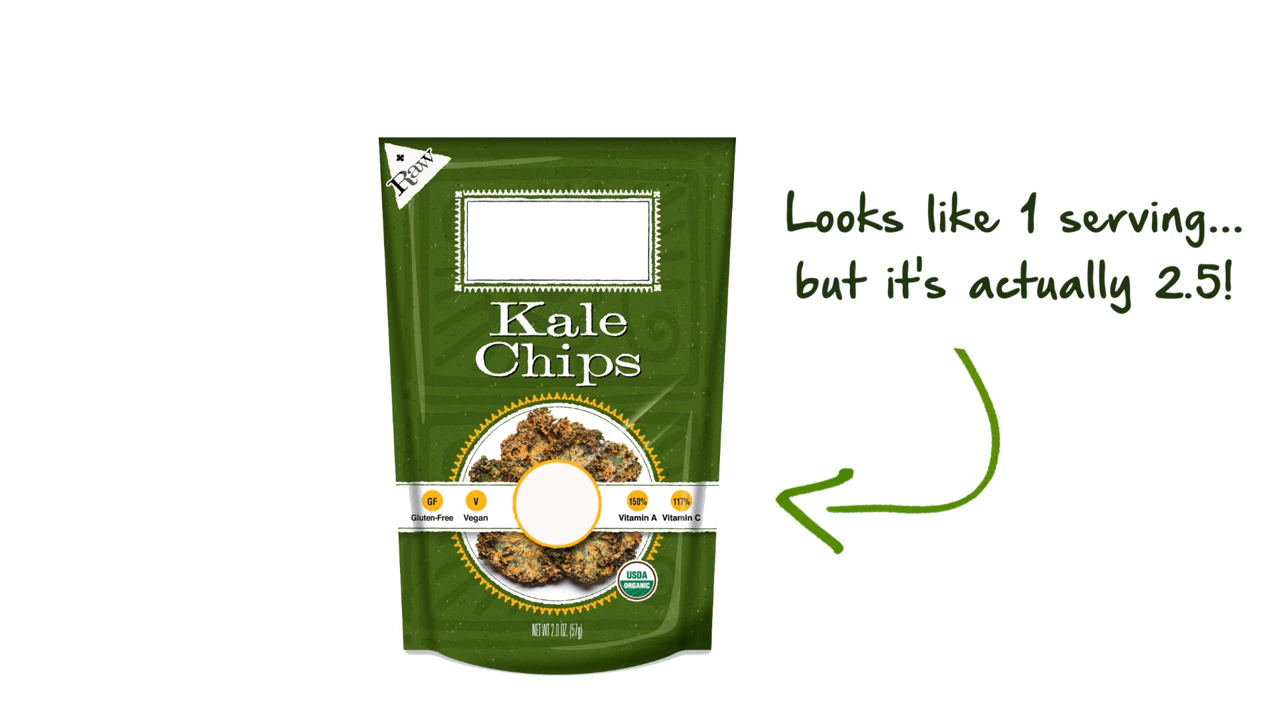 Raw
Looks like 1 serving...
but it's actually 2.5!
Kale
Chips
GF
Gluten-Free
V
Vegan
150%
Vitamin A
117%
Vitamin C
USDA
ORGANIC
NET WT 2.0 OZ. (57g)